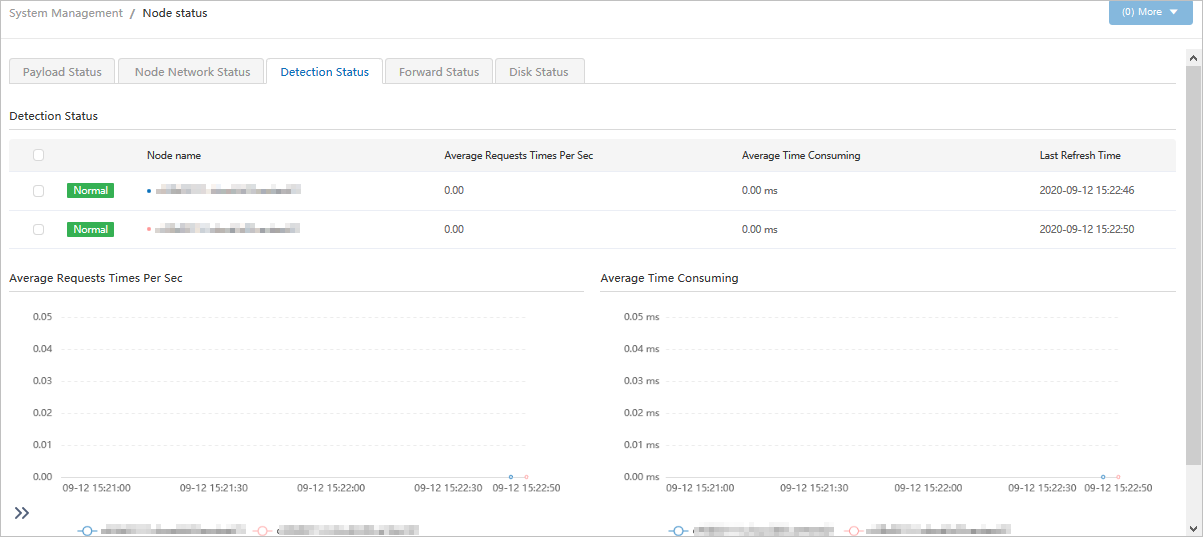 System Management / Node status
(0) More
Payload Status Node Network Status Detection Status Forward Status Disk Status
Detection Status
Node name Average Requests Times Per Sec Average Time Consuming Last Refresh Time
Normal 0.00 0.00 ms 2020-09-12 15:22:46
Normal 0.00 0.00 ms 2020-09-12 15:22:50
Average Requests Times Per Sec
0.05
0.04
0.03
0.02
0.01
0.00
09-12 15:21:00 09-12 15:21:30 09-12 15:22:00 09-12 15:22:30 09-12 15:22:50
Average Time Consuming
0.05 ms
0.04 ms
0.03 ms
0.02 ms
0.01 ms
0.00 ms
09-12 15:21:00 09-12 15:21:30 09-12 15:22:00 09-12 15:22:30 09-12 15:22:50